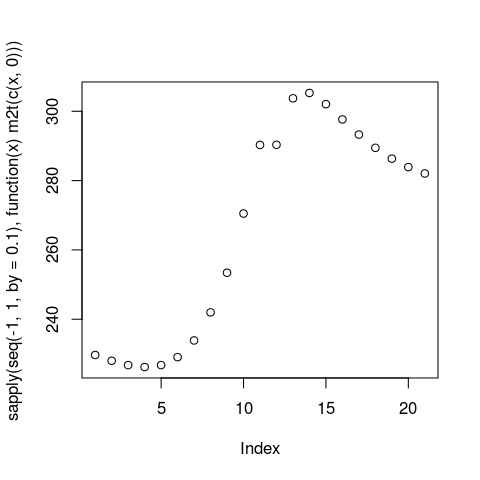 sapply(seq(-1, 1, by = 0.1), function(x) m2t(c(x, 0)))
300
280
260
240
5 10 15 20
Index